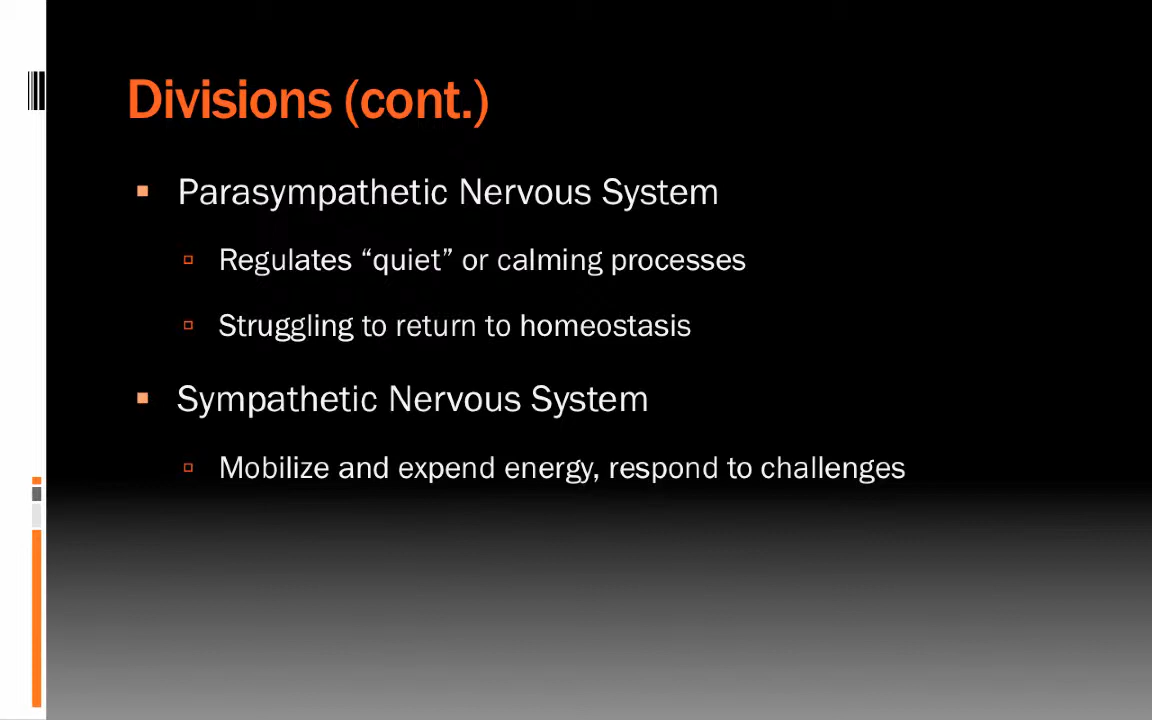 Divisions (cont.)
Parasympathetic Nervous System
Regulates “quiet” or calming processes
Struggling to return to homeostasis
Sympathetic Nervous System
Mobilize and expend energy, respond to challenges